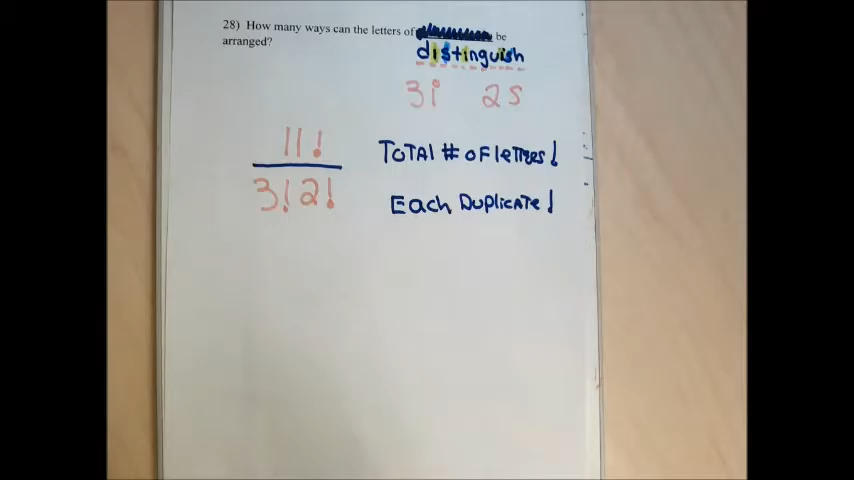 28) How many ways can the letters of be
arranged?
distinguish
3i 2s
11!
3! 2!
TOTAL # OF letters!
Each DuplicAte!